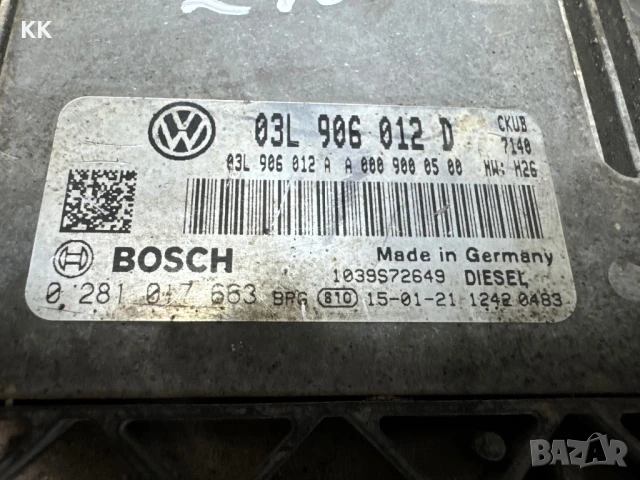 KK
03L 906 012 D CKUB
7140
03L 906 012 A A 000 900 05 00 HW: H26
BOSCH Made in Germany
1039S72649 DIESEL
0 281 017 663 BRG 810 15-01-21 1242 0483
BAZAR